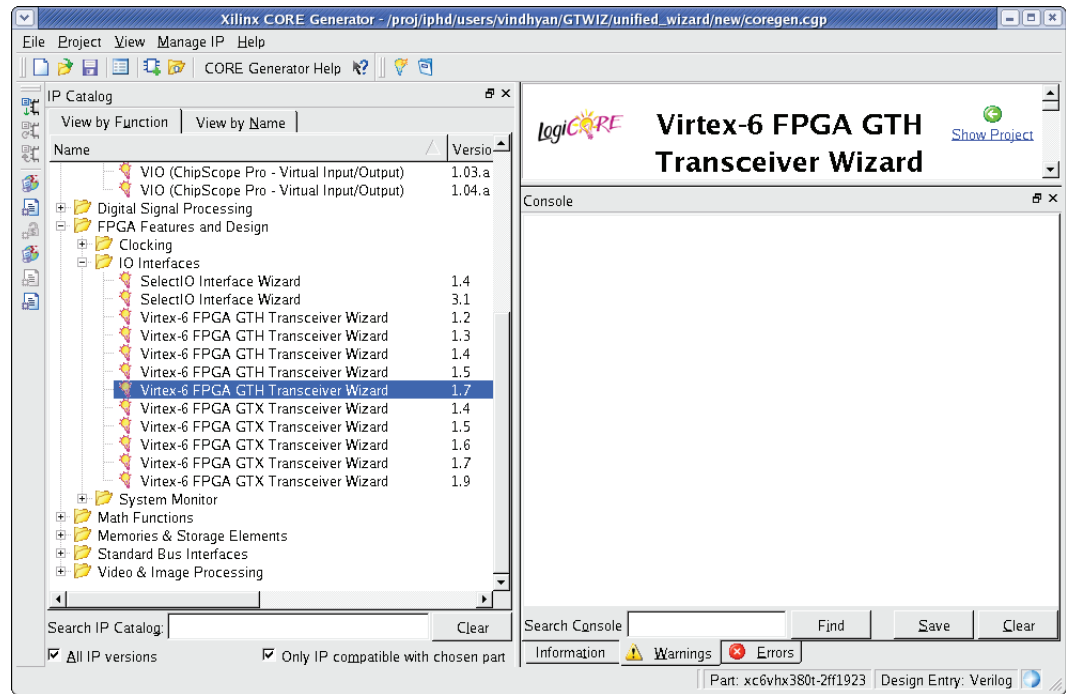 Xilinx CORE Generator - /proj/iphd/users/vindhyan/GTWIZ/unified_wizard/new/coregen.cgp
File Project View Manage IP Help
CORE Generator Help
IP Catalog
View by Function View by Name
Name Versio
VIO (ChipScope Pro - Virtual Input/Output) 1.03.a
VIO (ChipScope Pro - Virtual Input/Output) 1.04.a
Digital Signal Processing
FPGA Features and Design
Clocking
IO Interfaces
SelectIO Interface Wizard 1.4
SelectIO Interface Wizard 3.1
Virtex-6 FPGA GTH Transceiver Wizard 1.2
Virtex-6 FPGA GTH Transceiver Wizard 1.3
Virtex-6 FPGA GTH Transceiver Wizard 1.4
Virtex-6 FPGA GTH Transceiver Wizard 1.5
Virtex-6 FPGA GTH Transceiver Wizard 1.7
Virtex-6 FPGA GTX Transceiver Wizard 1.4
Virtex-6 FPGA GTX Transceiver Wizard 1.5
Virtex-6 FPGA GTX Transceiver Wizard 1.6
Virtex-6 FPGA GTX Transceiver Wizard 1.7
Virtex-6 FPGA GTX Transceiver Wizard 1.9
System Monitor
Math Functions
Memories & Storage Elements
Standard Bus Interfaces
Video & Image Processing
Search IP Catalog: Clear
All IP versions Only IP compatible with chosen part
LogiCORE
Virtex-6 FPGA GTH
Transceiver Wizard
Show Project
Console
Search Console Find Save Clear
Information Warnings Errors
Part: xc6vhx380t-2ff1923 Design Entry: Verilog